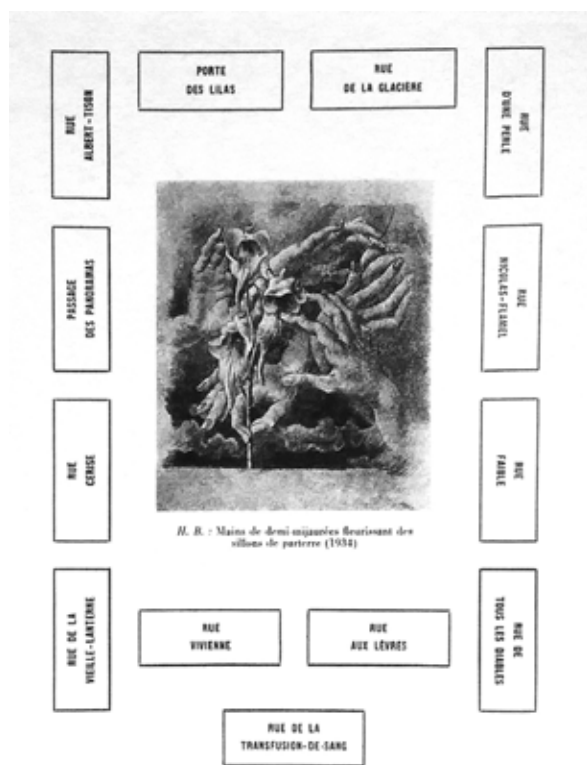 PORTE
DES LILAS
RUE
DE LA GLACIÈRE
RUE
ALBERT-TISON
RUE
D'UNE PERLE
PASSAGE
DES PANORAMAS
RUE
NICOLAS-FLAMEL
RUE
CERISE
RUE
FAIBLE
H. B. : Mains de demi-mijaurées fleurissant des
sillons de parterre (1934)
RUE DE LA
VIEILLE-LANTERNE
RUE
VIVIENNE
RUE
AUX LÈVRES
RUE DE
TOUS LES DIABLES
RUE DE LA
TRANSFUSION-DE-SANG